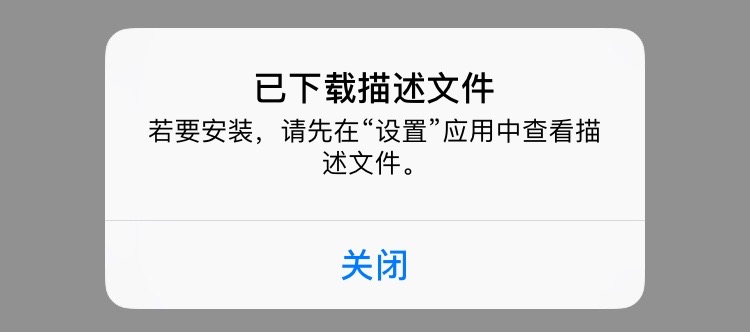 已下载描述文件
若要安装，请先在“设置”应用中查看描
述文件。
关闭